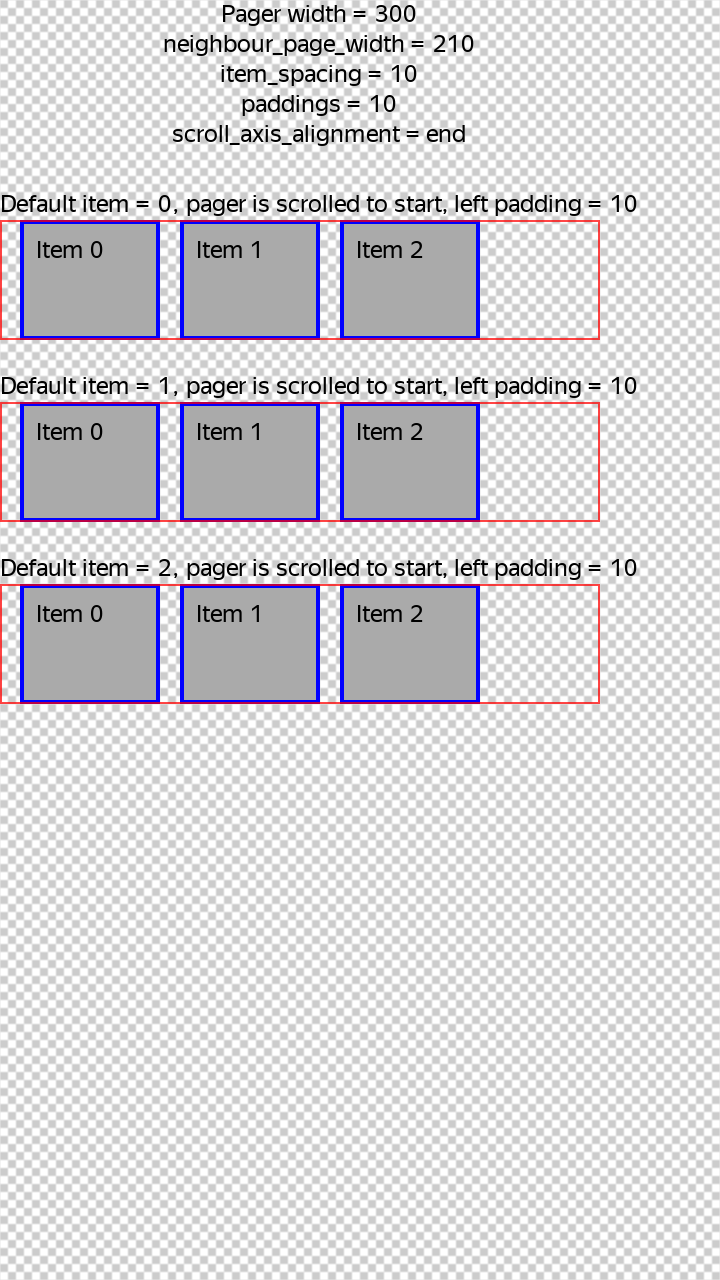 Pager width = 300
neighbour_page_width = 210
item_spacing = 10
paddings = 10
scroll_axis_alignment = end
Default item = 0, pager is scrolled to start, left padding = 10
Item 0 Item 1 Item 2
Default item = 1, pager is scrolled to start, left padding = 10
Item 0 Item 1 Item 2
Default item = 2, pager is scrolled to start, left padding = 10
Item 0 Item 1 Item 2